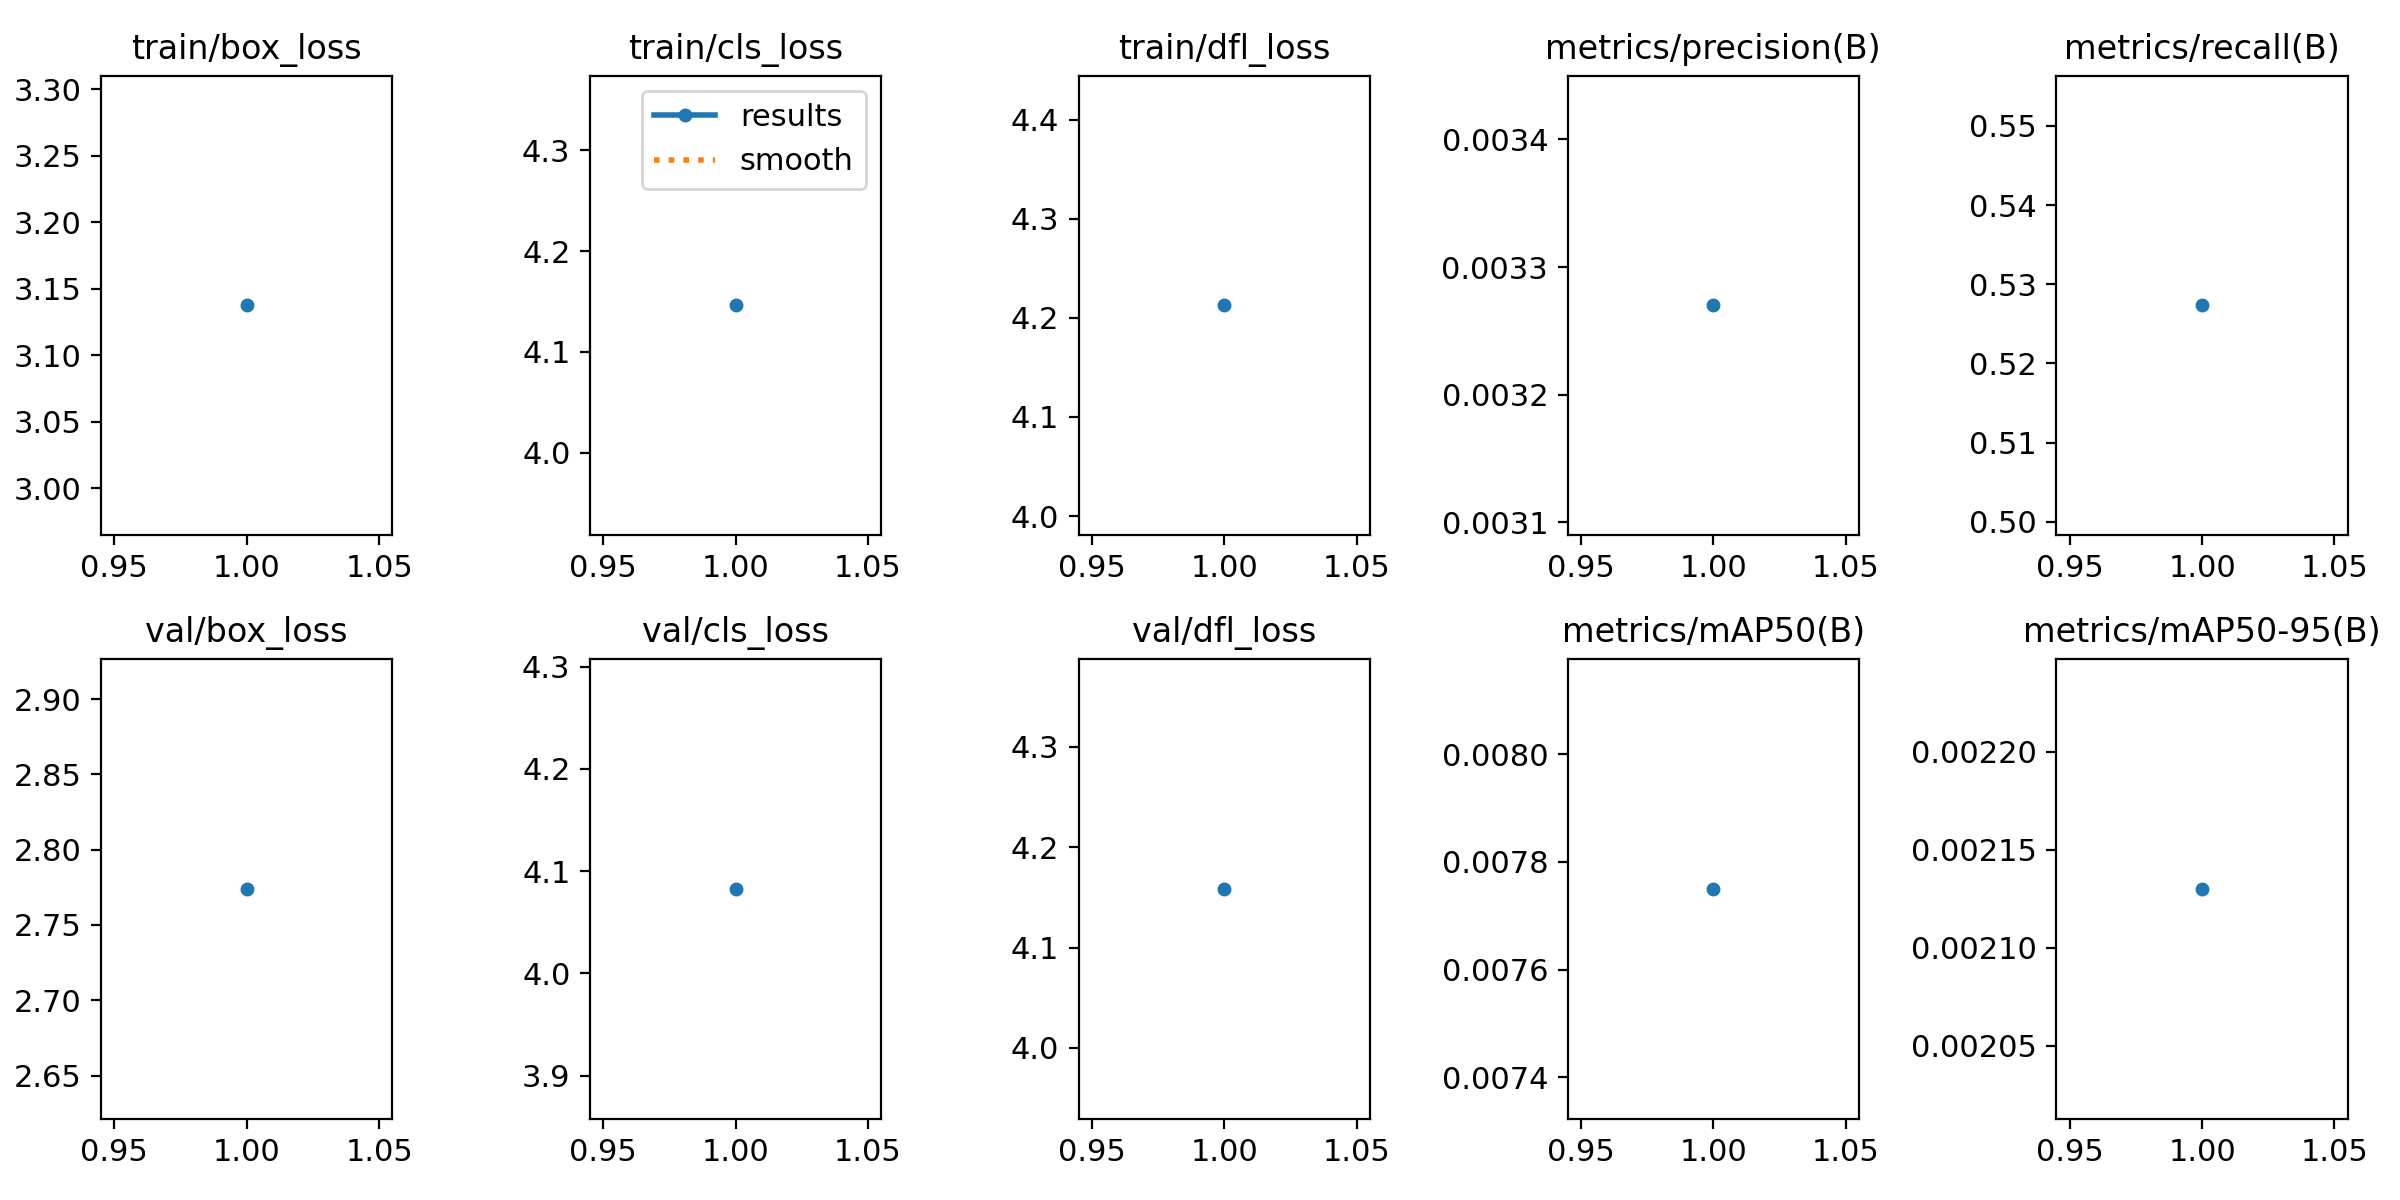 train/box_loss
3.30
3.25
3.20
3.15
3.10
3.05
3.00
0.95 1.00 1.05
train/cls_loss
results
smooth
4.3
4.2
4.1
4.0
0.95 1.00 1.05
train/dfl_loss
4.4
4.3
4.2
4.1
4.0
0.95 1.00 1.05
metrics/precision(B)
0.0034
0.0033
0.0032
0.0031
0.95 1.00 1.05
metrics/recall(B)
0.55
0.54
0.53
0.52
0.51
0.50
0.95 1.00 1.05
val/box_loss
2.90
2.85
2.80
2.75
2.70
2.65
0.95 1.00 1.05
val/cls_loss
4.3
4.2
4.1
4.0
3.9
0.95 1.00 1.05
val/dfl_loss
4.3
4.2
4.1
4.0
0.95 1.00 1.05
metrics/mAP50(B)
0.0080
0.0078
0.0076
0.0074
0.95 1.00 1.05
metrics/mAP50-95(B)
0.00220
0.00215
0.00210
0.00205
0.95 1.00 1.05